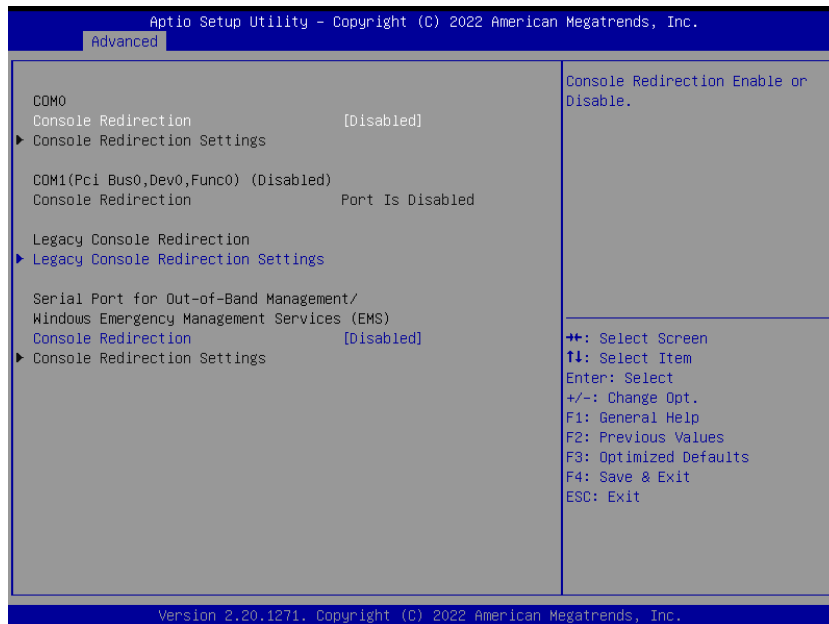 Aptio Setup Utility – Copyright (C) 2022 American Megatrends, Inc.
Advanced
COM0
Console Redirection [Disabled]
▶ Console Redirection Settings
COM1(Pci Bus0,Dev0,Func0) (Disabled)
Console Redirection Port Is Disabled
Legacy Console Redirection
▶ Legacy Console Redirection Settings
Serial Port for Out-of-Band Management/
Windows Emergency Management Services (EMS)
Console Redirection [Disabled]
▶ Console Redirection Settings
Console Redirection Enable or
Disable.
→←: Select Screen
↑↓: Select Item
Enter: Select
+/-: Change Opt.
F1: General Help
F2: Previous Values
F3: Optimized Defaults
F4: Save & Exit
ESC: Exit
Version 2.20.1271. Copyright (C) 2022 American Megatrends, Inc.